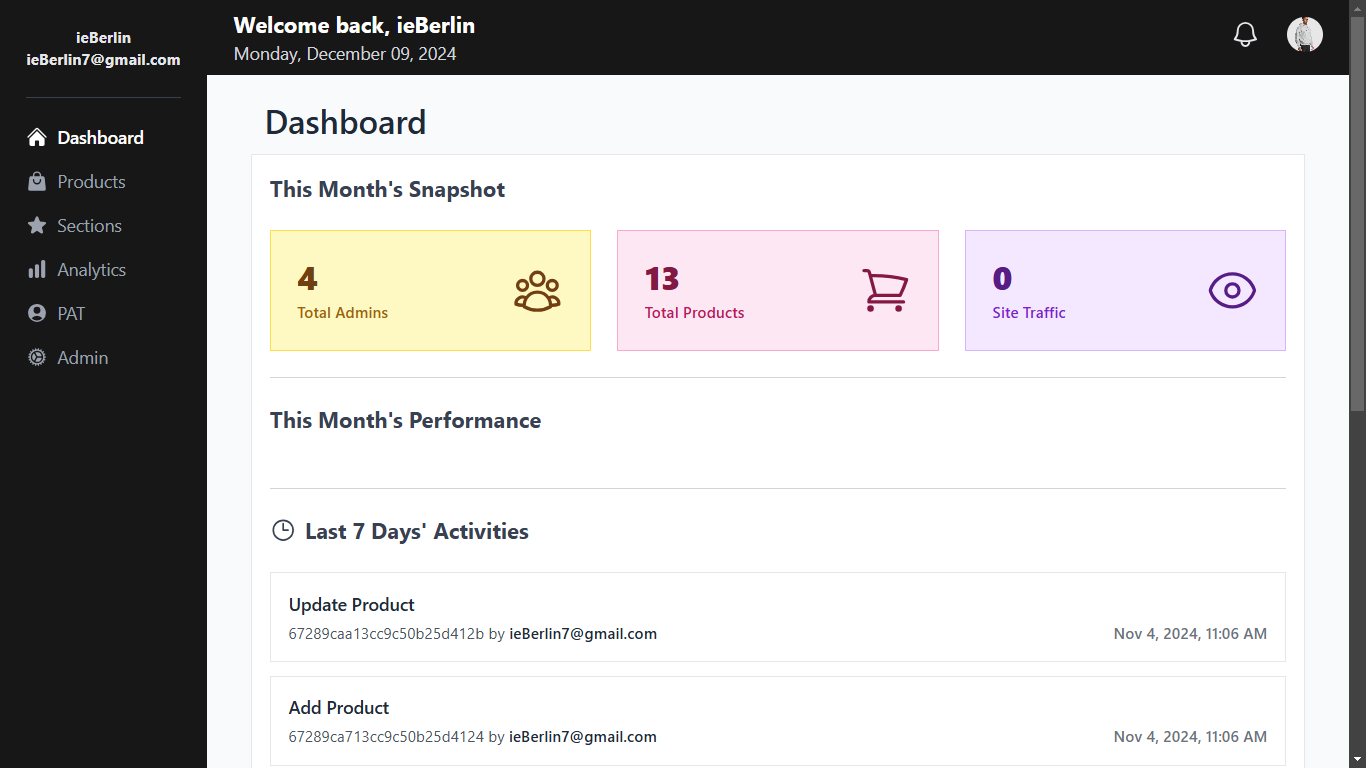 ieBerlin
ieBerlin7@gmail.com
Dashboard
Products
Sections
Analytics
PAT
Admin
Welcome back, ieBerlin
Monday, December 09, 2024
Dashboard
This Month's Snapshot
4
Total Admins
13
Total Products
0
Site Traffic
This Month's Performance
Last 7 Days' Activities
Update Product
67289caa13cc9c50b25d412b by ieBerlin7@gmail.com
Nov 4, 2024, 11:06 AM
Add Product
67289ca713cc9c50b25d4124 by ieBerlin7@gmail.com
Nov 4, 2024, 11:06 AM